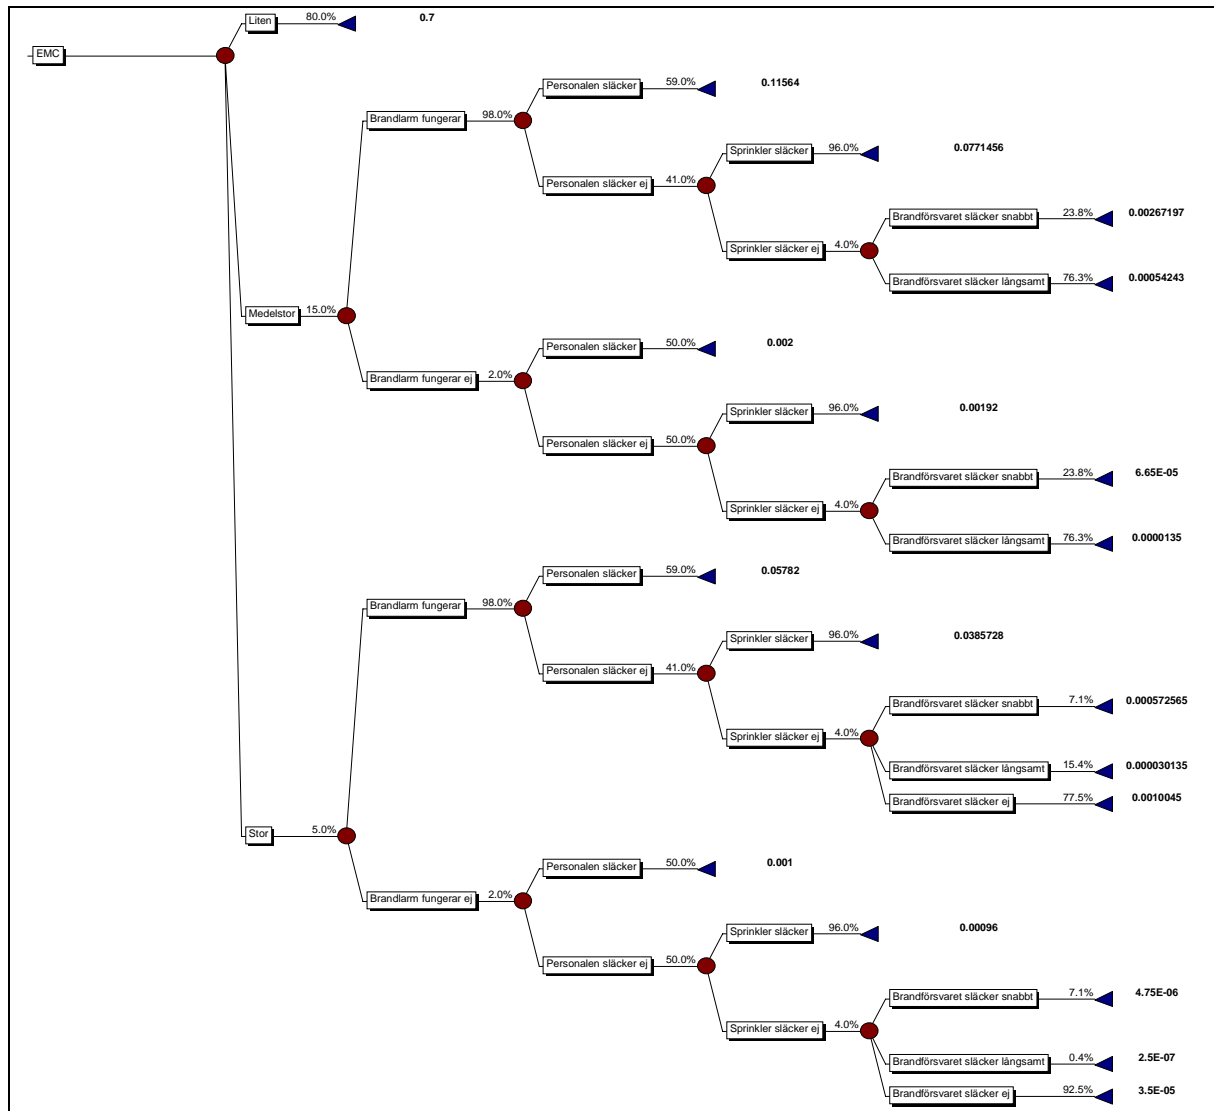 Liten 80.0% 0.7
EMC
Personalen släcker 59.0% 0.11564
Brandlarm fungerar 98.0%
Sprinkler släcker 96.0% 0.0771456
Personalen släcker ej 41.0%
Brandförsvaret släcker snabbt 23.8% 0.00267197
Sprinkler släcker ej 4.0%
Brandförsvaret släcker långsamt 76.3% 0.00054243
Medelstor 15.0%
Personalen släcker 50.0% 0.002
Brandlarm fungerar ej 2.0%
Sprinkler släcker 96.0% 0.00192
Personalen släcker ej 50.0%
Brandförsvaret släcker snabbt 23.8% 6.65E-05
Sprinkler släcker ej 4.0%
Brandförsvaret släcker långsamt 76.3% 0.0000135
Personalen släcker 59.0% 0.05782
Brandlarm fungerar 98.0%
Sprinkler släcker 96.0% 0.0385728
Personalen släcker ej 41.0%
Brandförsvaret släcker snabbt 7.1% 0.000572565
Sprinkler släcker ej 4.0%
Brandförsvaret släcker långsamt 15.4% 0.000030135
Brandförsvaret släcker ej 77.5% 0.0010045
Stor 5.0%
Personalen släcker 50.0% 0.001
Brandlarm fungerar ej 2.0%
Sprinkler släcker 96.0% 0.00096
Personalen släcker ej 50.0%
Brandförsvaret släcker snabbt 7.1% 4.75E-06
Sprinkler släcker ej 4.0%
Brandförsvaret släcker långsamt 0.4% 2.5E-07
Brandförsvaret släcker ej 92.5% 3.5E-05